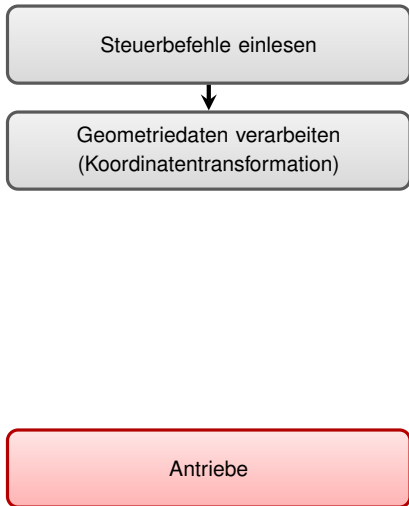 Steuerbefehle einlesen
Geometriedaten verarbeiten
(Koordinatentransformation)
Antriebe